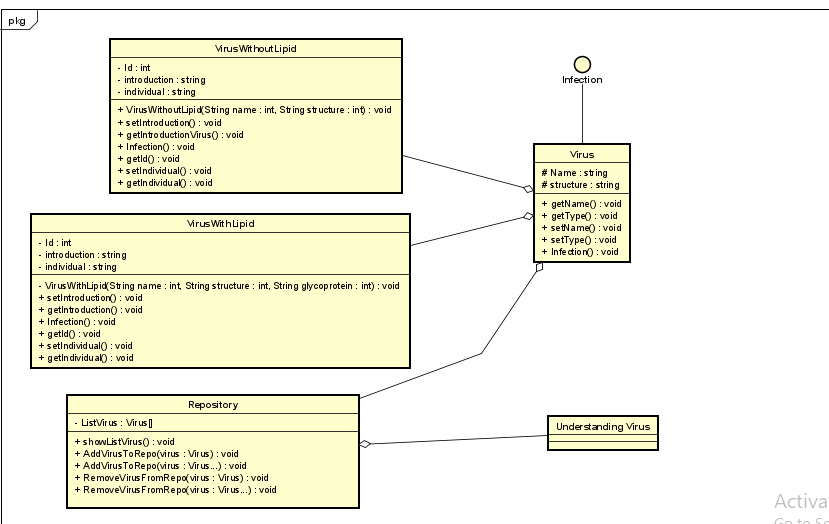 pkg
VirusWithoutLipid
- Id : int
- introduction : string
- individual : string
+ VirusWithoutLipid(String name : int, String structure : int) : void
+ setIntroduction() : void
+ getIntroductionVirus() : void
+ Infection() : void
+ getId() : void
+ setIndividual() : void
+ getIndividual() : void
Infection
Virus
# Name : string
# structure : string
+ getName() : void
+ getType() : void
+ setName() : void
+ setType() : void
+ Infection() : void
VirusWithLipid
- Id : int
- introduction : string
- individual : string
- VirusWithLipid(String name : int, String structure : int, String glycoprotein : int) : void
+ setIntroduction() : void
+ getIntroduction() : void
+ Infection() : void
+ getId() : void
+ setIndividual() : void
+ getIndividual() : void
Repository
- ListVirus : Virus[]
+ showListVirus() : void
+ AddVirusToRepo(virus : Virus) : void
+ AddVirusToRepo(virus : Virus...) : void
+ RemoveVirusFromRepo(virus : Virus) : void
+ RemoveVirusFromRepo(virus : Virus...) : void
Understanding Virus
Activa
Go to Se